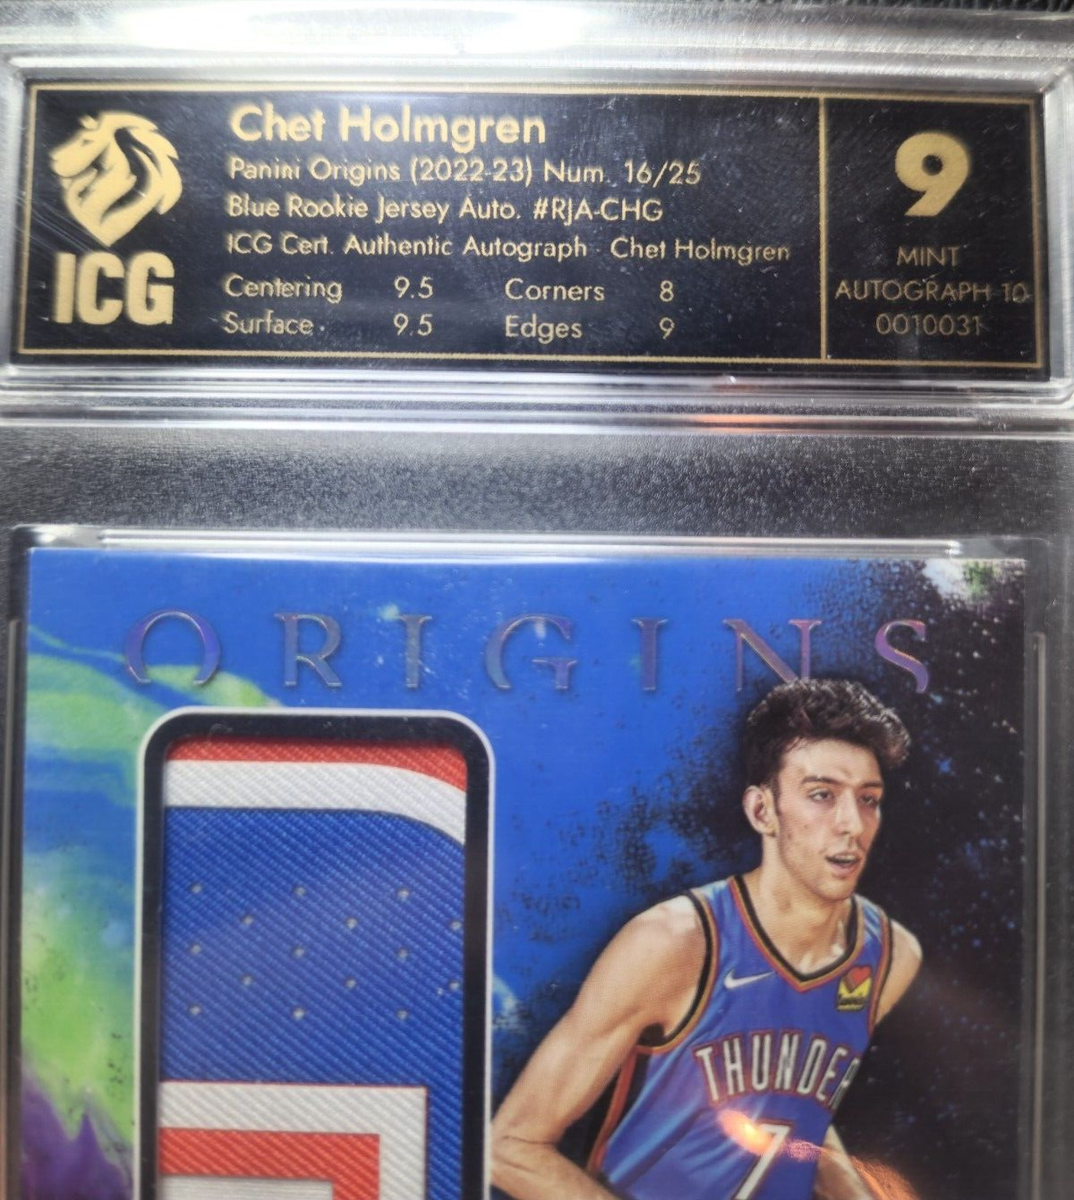 Chet Holmgren
Panini Origins (2022-23) Num. 16/25
Blue Rookie Jersey Auto. #RJA-CHG
ICG Cert. Authentic Autograph - Chet Holmgren
Centering 9.5 Corners 8
Surface 9.5 Edges 9
ICG
9
MINT
AUTOGRAPH 10
0010031
ORIGINS
THUNDER
7